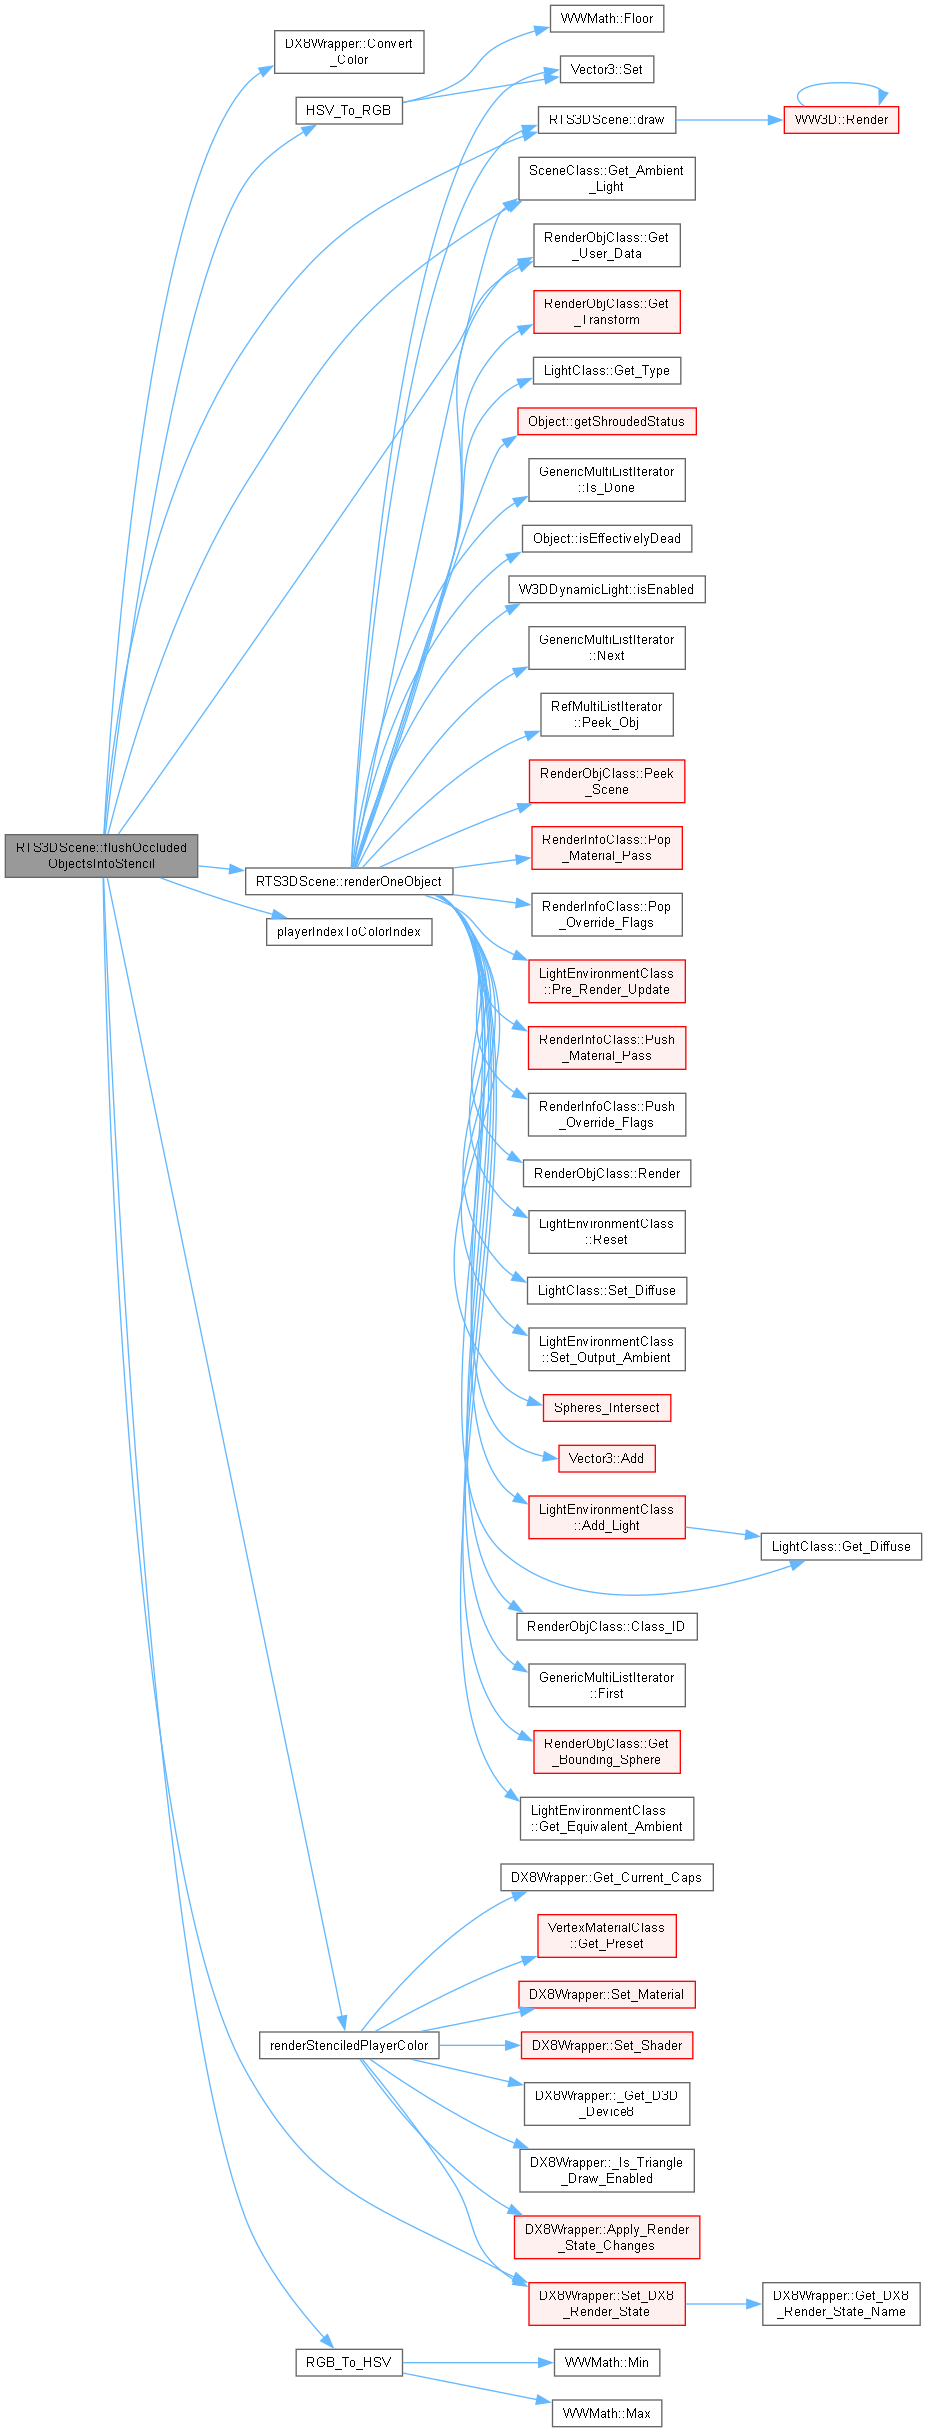 WWMath::Floor
DX8Wrapper::Convert
_Color
Vector3::Set
HSV_To_RGB
RTS3DScene::draw
WW3D::Render
SceneClass::Get_Ambient
_Light
RenderObjClass::Get
_User_Data
RenderObjClass::Get
_Transform
LightClass::Get_Type
Object::getShroudedStatus
GenericMultiListIterator
::Is_Done
Object::isEffectivelyDead
W3DDynamicLight::isEnabled
GenericMultiListIterator
::Next
RefMultiListIterator
::Peek_Obj
RenderObjClass::Peek
_Scene
RenderInfoClass::Pop
_Material_Pass
RTS3DScene::flushOccluded
ObjectsIntoStencil
RTS3DScene::renderOneObject
RenderInfoClass::Pop
_Override_Flags
playerIndexToColorIndex
LightEnvironmentClass
::Pre_Render_Update
RenderInfoClass::Push
_Material_Pass
RenderInfoClass::Push
_Override_Flags
RenderObjClass::Render
LightEnvironmentClass
::Reset
LightClass::Set_Diffuse
LightEnvironmentClass
::Set_Output_Ambient
Spheres_Intersect
Vector3::Add
LightEnvironmentClass
::Add_Light
LightClass::Get_Diffuse
RenderObjClass::Class_ID
GenericMultiListIterator
::First
RenderObjClass::Get
_Bounding_Sphere
LightEnvironmentClass
::Get_Equivalent_Ambient
DX8Wrapper::Get_Current_Caps
VertexMaterialClass
::Get_Preset
DX8Wrapper::Set_Material
renderStenciledPlayerColor
DX8Wrapper::Set_Shader
DX8Wrapper::_Get_D3D
_Device8
DX8Wrapper::_Is_Triangle
_Draw_Enabled
DX8Wrapper::Apply_Render
_State_Changes
DX8Wrapper::Set_DX8
_Render_State
DX8Wrapper::Get_DX8
_Render_State_Name
RGB_To_HSV
WWMath::Min
WWMath::Max